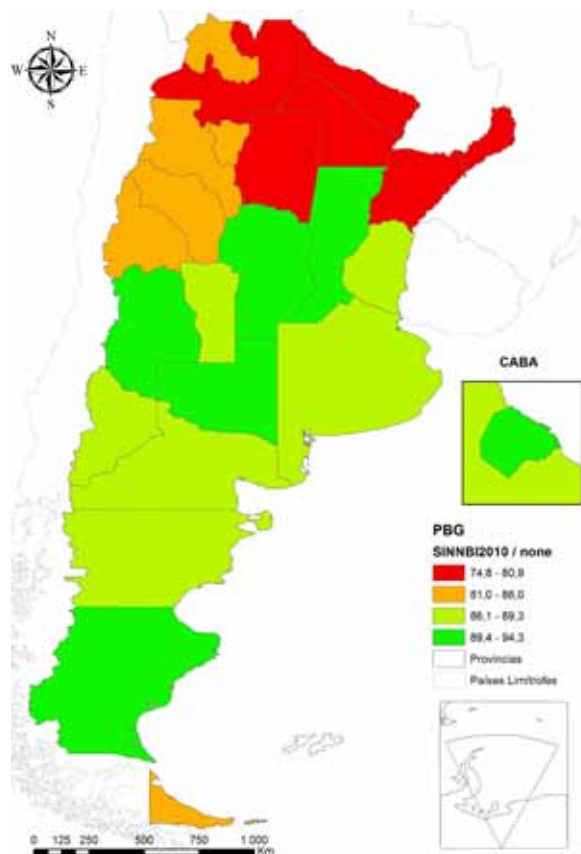 N
W E
S
CABA
PBG
SINNBI2010 / none
74,8 - 80,9
81,0 - 86,0
86,1 - 89,3
89,4 - 94,3
Provincias
Países Limítrofes
0 125 250 500 750 1 000
Km